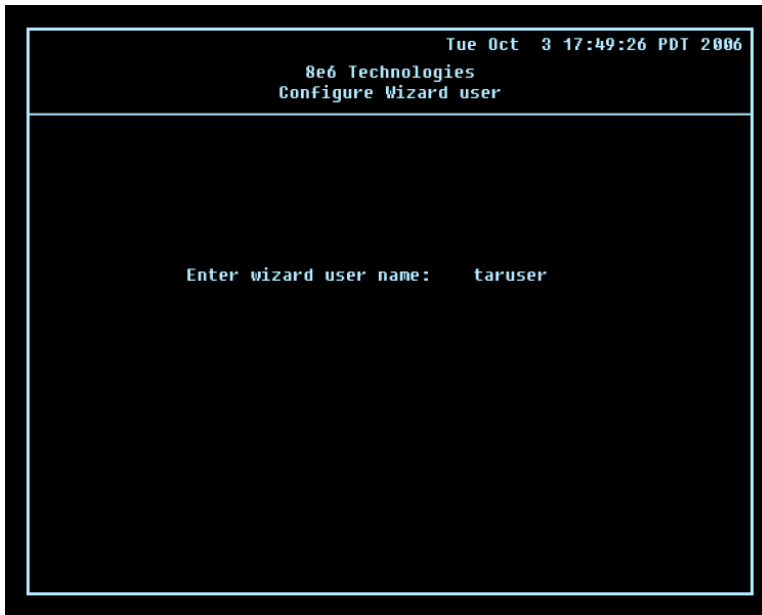 Tue Oct  3 17:49:26 PDT 2006
8e6 Technologies
Configure Wizard user
Enter wizard user name:    taruser